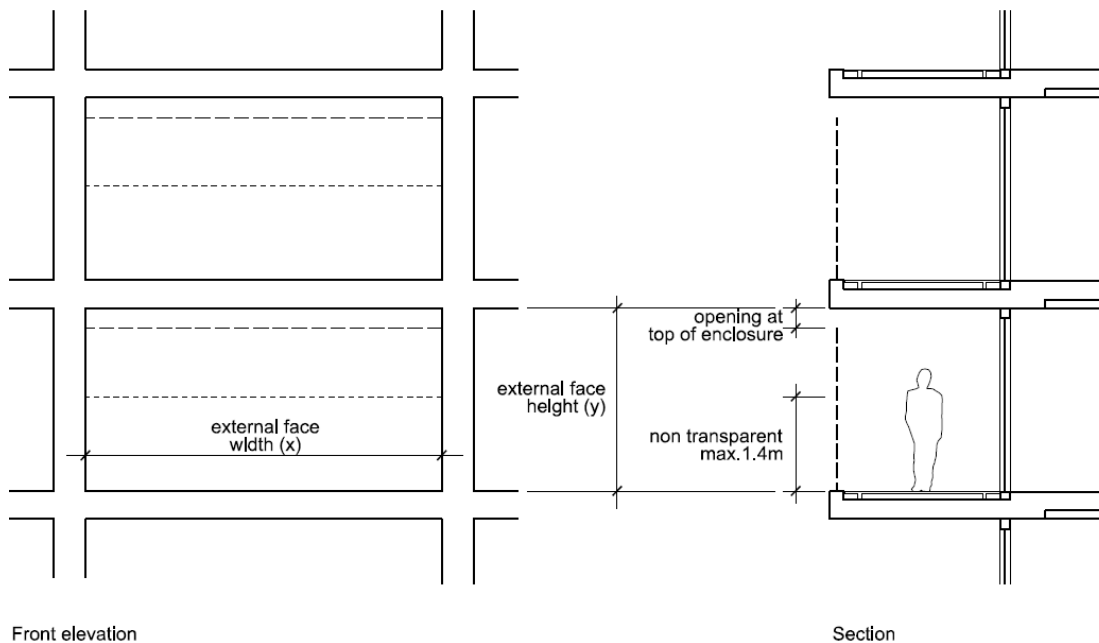 opening at
top of enclosure
external face
height (y)
external face
width (x)
non transparent
max.1.4m
Front elevation
Section